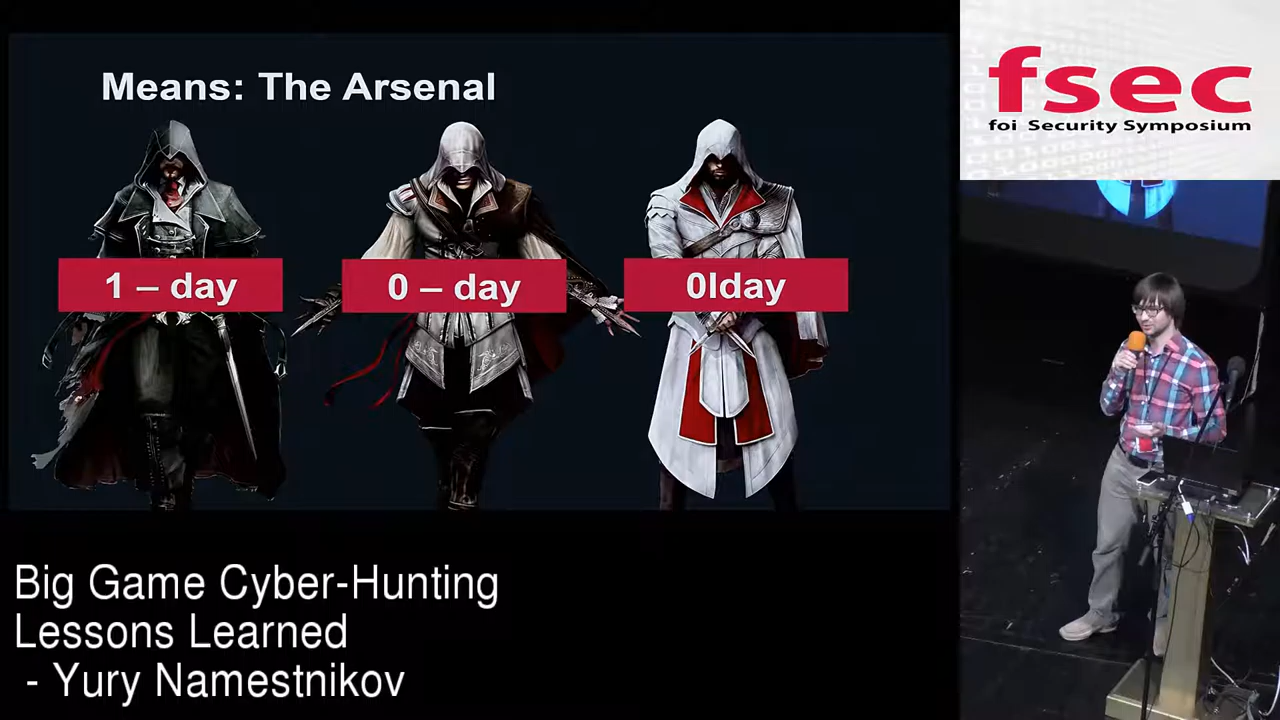 Means: The Arsenal
1 – day
0 – day
0lday
fsec
foi Security Symposium
Big Game Cyber-Hunting
Lessons Learned
- Yury Namestnikov